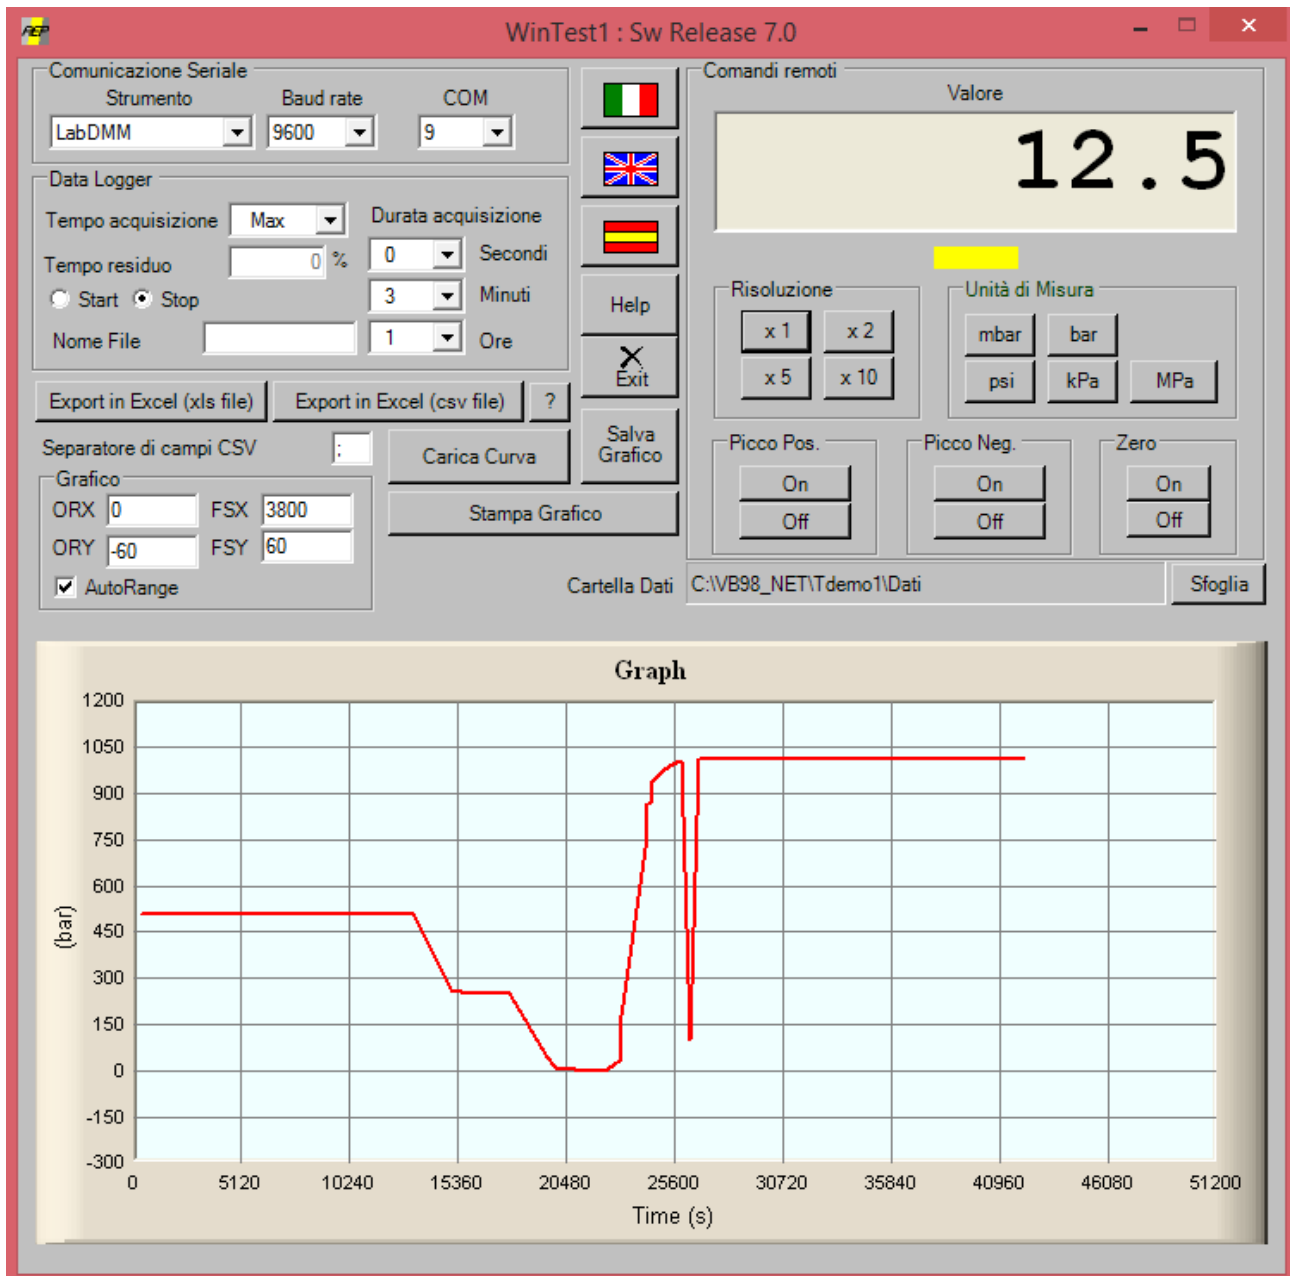 AEP
WinTest1 : Sw Release 7.0
Comunicazione Seriale
Strumento Baud rate COM
LabDMM 9600 9
Data Logger
Tempo acquisizione Max Durata acquisizione
Tempo residuo 0 % 0 Secondi
Start Stop 3 Minuti
Nome File 1 Ore
Export in Excel (xls file) Export in Excel (csv file) ?
Separatore di campi CSV ;
Carica Curva
Grafico
ORX 0 FSX 3800
ORY -60 FSY 60
AutoRange
Stampa Grafico
Help
Exit
Salva
Grafico
Comandi remoti
Valore
12.5
Risoluzione
x 1 x 2
x 5 x 10
Unità di Misura
mbar bar
psi kPa MPa
Picco Pos. Picco Neg. Zero
On On On
Off Off Off
Cartella Dati C:\VB98_NET\Tdemo1\Dati Sfoglia
Graph
1200
1050
900
750
600
450
300
150
0
-150
-300
(bar)
0 5120 10240 15360 20480 25600 30720 35840 40960 46080 51200
Time (s)